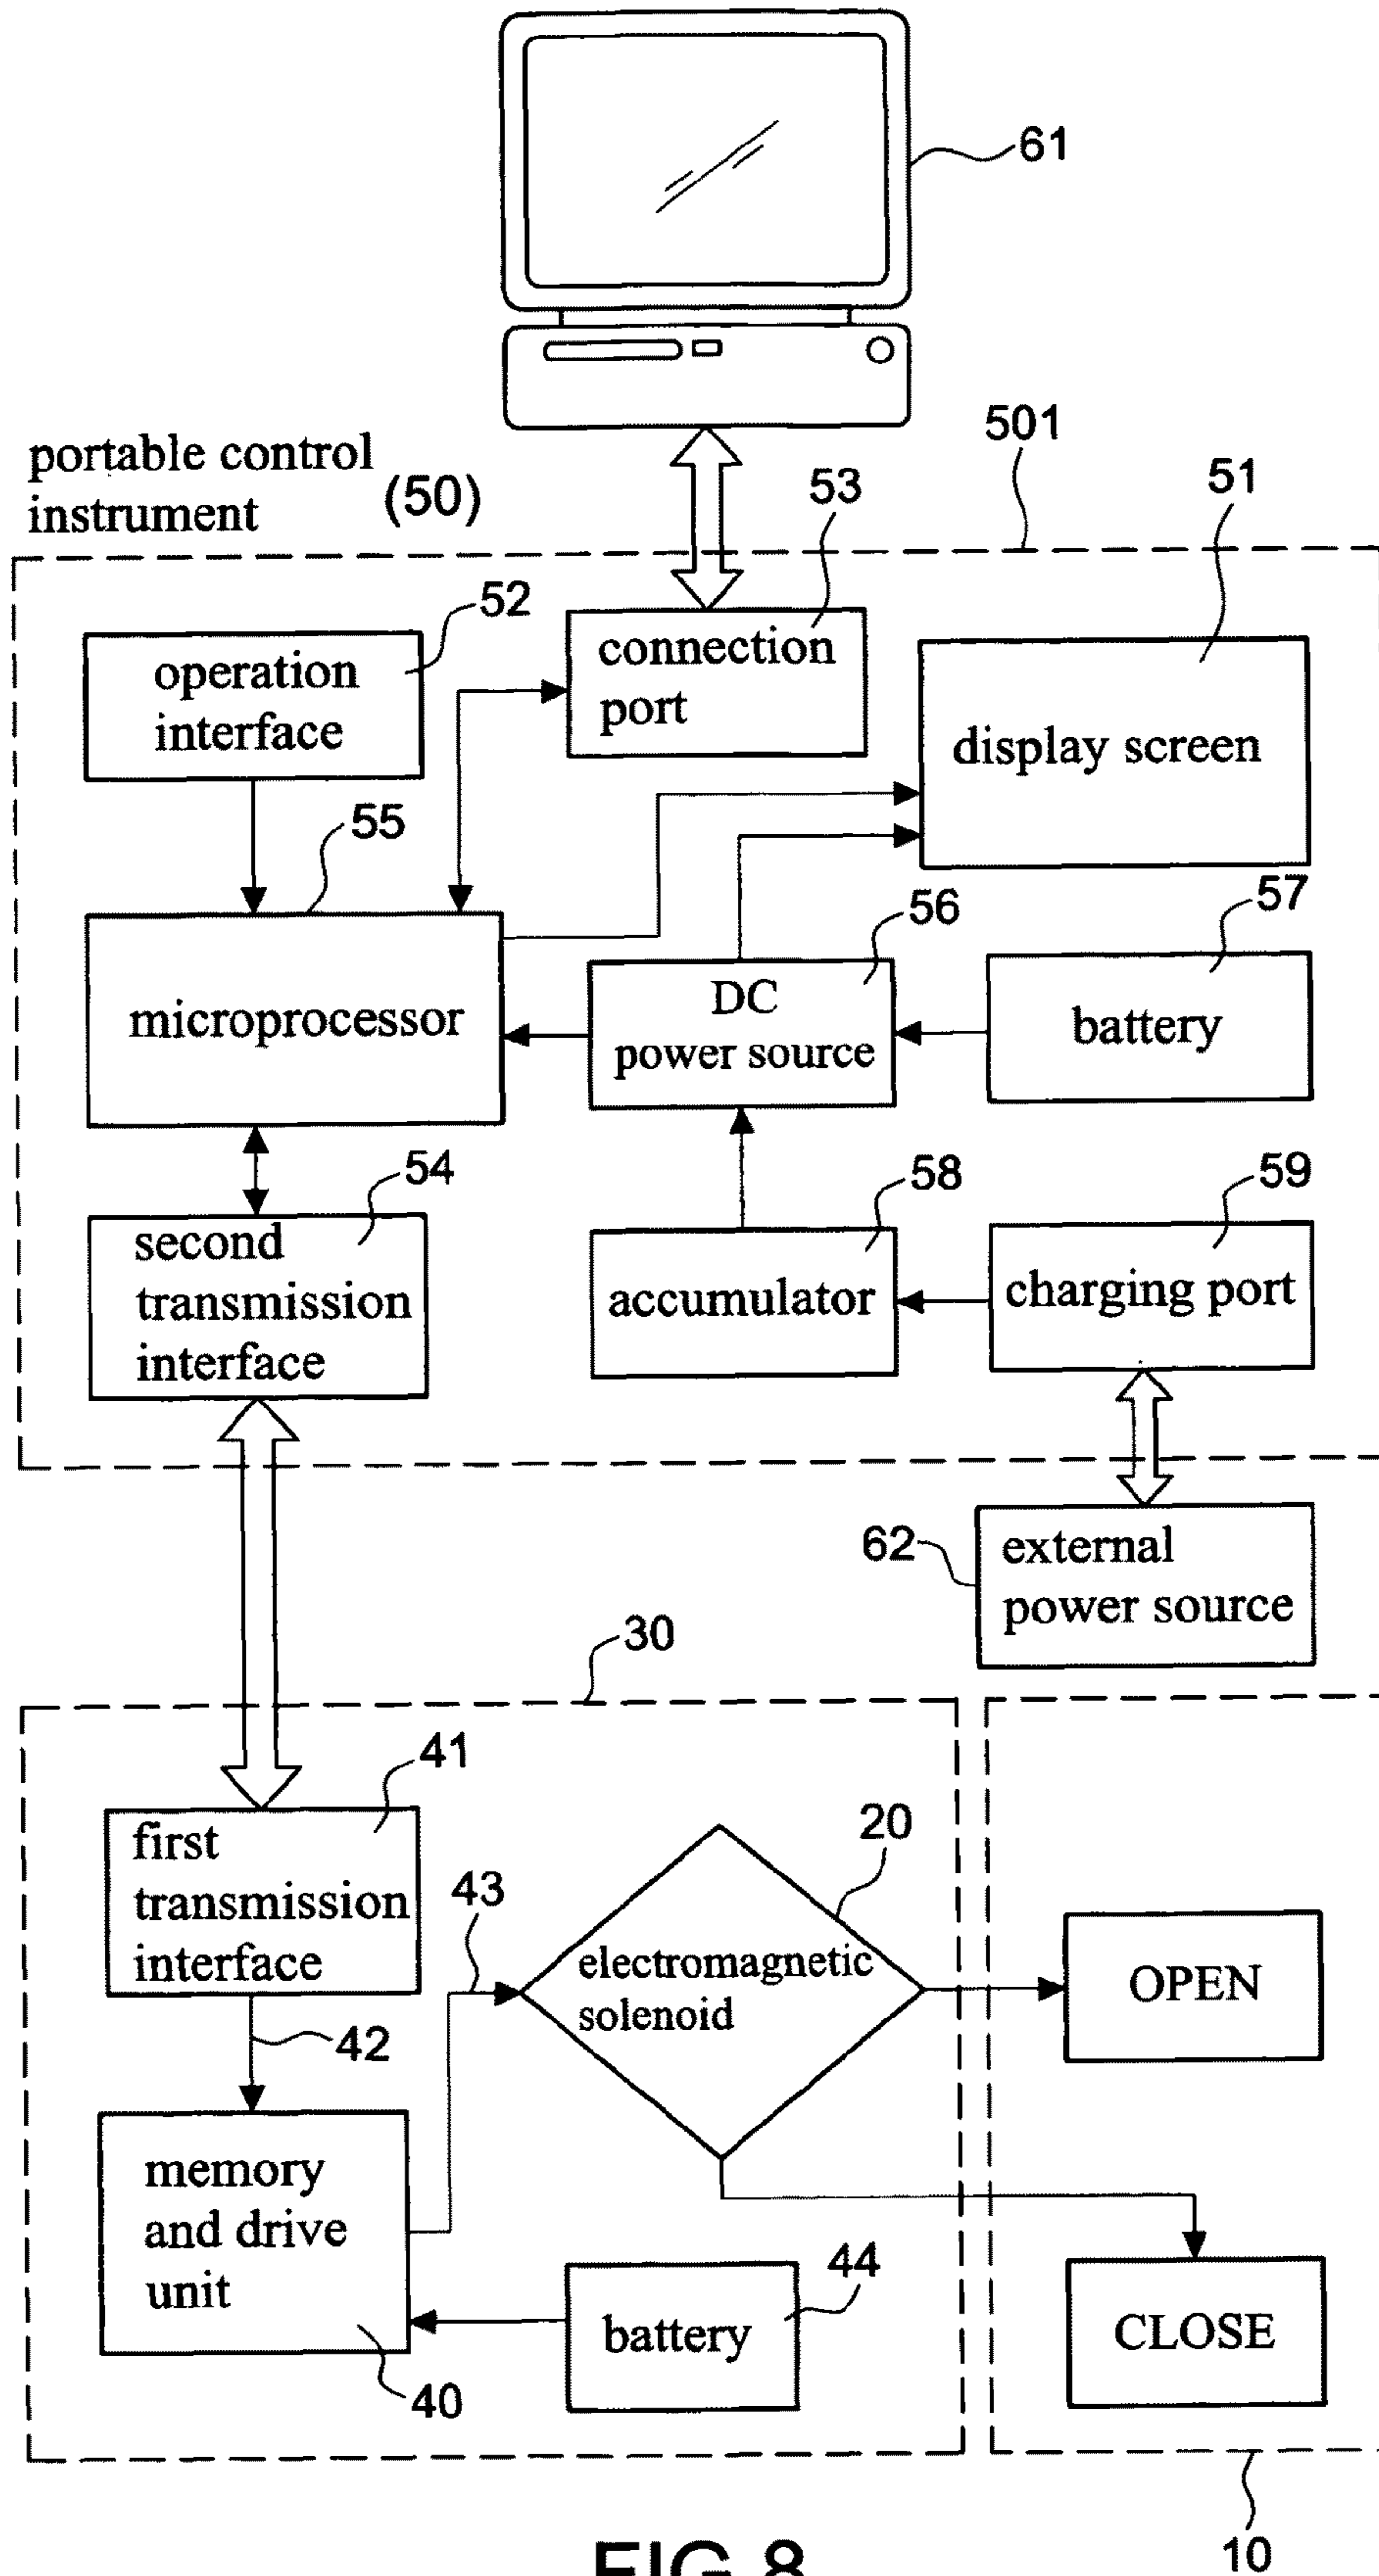 61
portable control
instrument
(50)
501
53
51
52
operation
interface
connection
port
display screen
55
56
57
microprocessor
DC
power source
battery
54
58
59
second
transmission
interface
accumulator
charging port
62
external
power source
30
41
first
transmission
interface
43
20
electromagnetic
solenoid
OPEN
42
memory
and drive
unit
44
battery
CLOSE
40
10
FIG.8